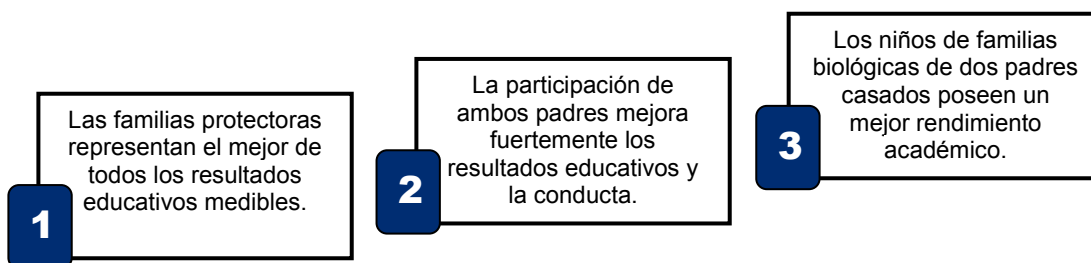 Las familias protectoras
representan el mejor de
todos los resultados
educativos medibles.
1
La participación de
ambos padres mejora
fuertemente los
resultados educativos y
la conducta.
2
Los niños de familias
biológicas de dos padres
casados poseen un
mejor rendimiento
académico.
3